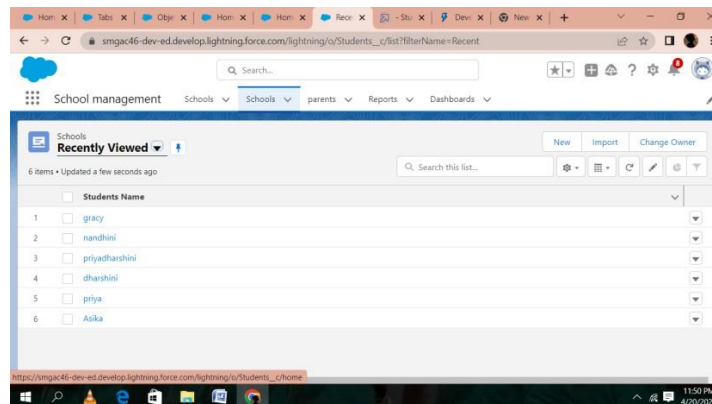 Hom
Tabs
Obje
Hom
Hom
Rece
- Stu
Deve
New
smgac46-dev-ed.develop.lightning.force.com/lightning/o/Students__c/list?filterName=Recent
Search...
School management
Schools
Schools
parents
Reports
Dashboards
Schools
Recently Viewed
New
Import
Change Owner
6 items • Updated a few seconds ago
Search this list...
Students Name
1 gracy
2 nandhini
3 priyadharshini
4 dharshini
5 priya
6 Asika
https://smgac46-dev-ed.develop.lightning.force.com/lightning/o/Students__c/home
11:50 PM